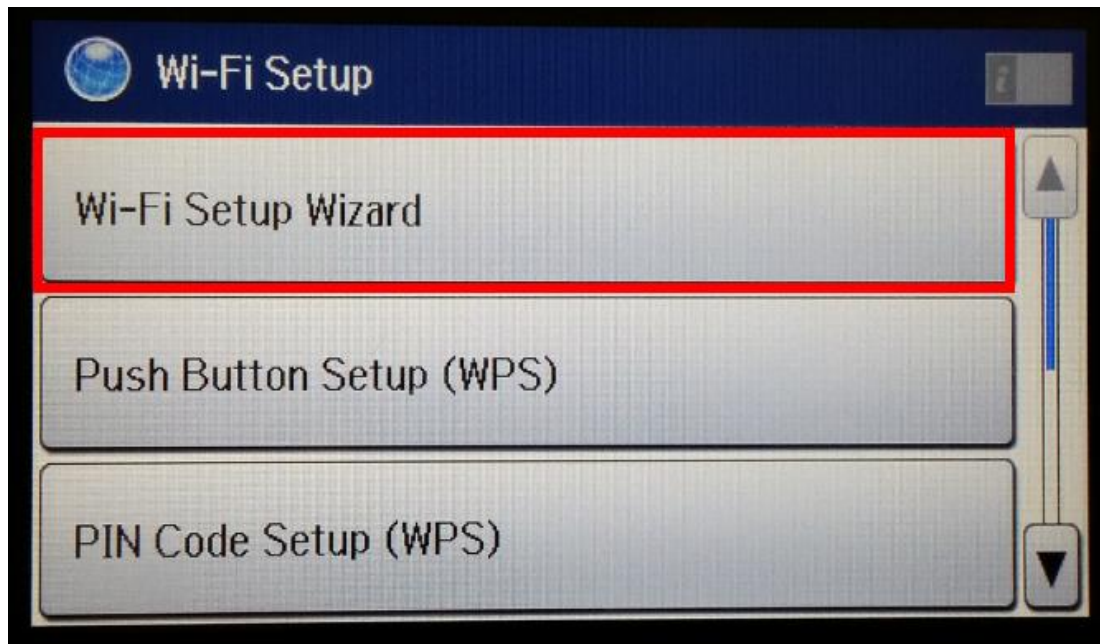 Wi-Fi Setup
i
Wi-Fi Setup Wizard
Push Button Setup (WPS)
PIN Code Setup (WPS)